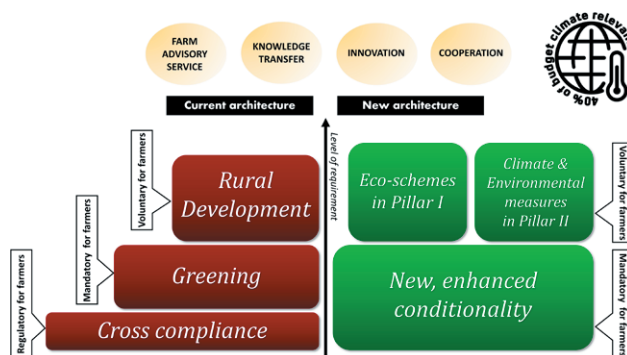 FARM
ADVISORY
SERVICE
KNOWLEDGE
TRANSFER
INNOVATION
COOPERATION
40% of budget climate relevant
Current architecture
New architecture
Level of requirement
Voluntary for farmers
Rural
Development
Eco-schemes
in Pillar I
Climate &
Environmental
measures
in Pillar II
Voluntary for farmers
Mandatory for farmers
Greening
New, enhanced
conditionality
Mandatory for farmers
Regulatory for farmers
Cross compliance